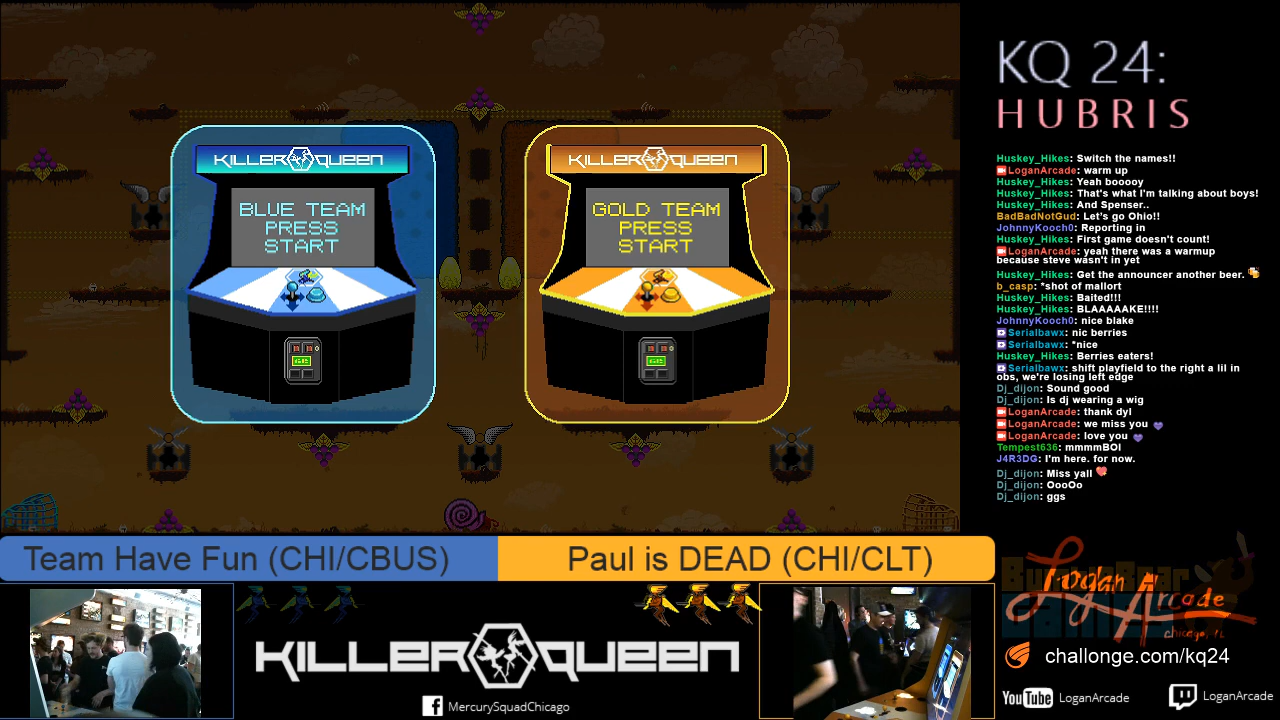 KILLER QUEEN
BLUE TEAM
PRESS
START
KILLER QUEEN
GOLD TEAM
PRESS
START
KQ 24:
HUBRIS
Huskey_Hikes: Switch the names!!
LoganArcade: warm up
Huskey_Hikes: Yeah booooy
Huskey_Hikes: That's what I'm talking about boys!
Huskey_Hikes: And Spenser..
BadBadNotGud: Let's go Ohio!!
JohnnyKooch0: Reporting in
Huskey_Hikes: First game doesn't count!
LoganArcade: yeah there was a warmup
because steve wasn't in yet
Huskey_Hikes: Get the announcer another beer.
b_casp: *shot of mallort
Huskey_Hikes: Baited!!!
Huskey_Hikes: BLAAAAAKE!!!!
JohnnyKooch0: nice blake
Serialbawx: nic berries
Serialbawx: *nice
Huskey_Hikes: Berries eaters!
Serialbawx: shift playfield to the right a lil in
obs, we're losing left edge
Dj_dijon: Sound good
Dj_dijon: Is dj wearing a wig
LoganArcade: thank dyl
LoganArcade: we miss you
LoganArcade: love you
Tempest636: mmmmBOI
J4R3DG: I'm here. for now.
Dj_dijon: Miss yall
Dj_dijon: OooOo
Dj_dijon: ggs
Team Have Fun (CHI/CBUS)
Paul is DEAD (CHI/CLT)
KILLER QUEEN
MercurySquadChicago
Logan Arcade
chicago, IL
challonge.com/kq24
YouTube LoganArcade
LoganArcade